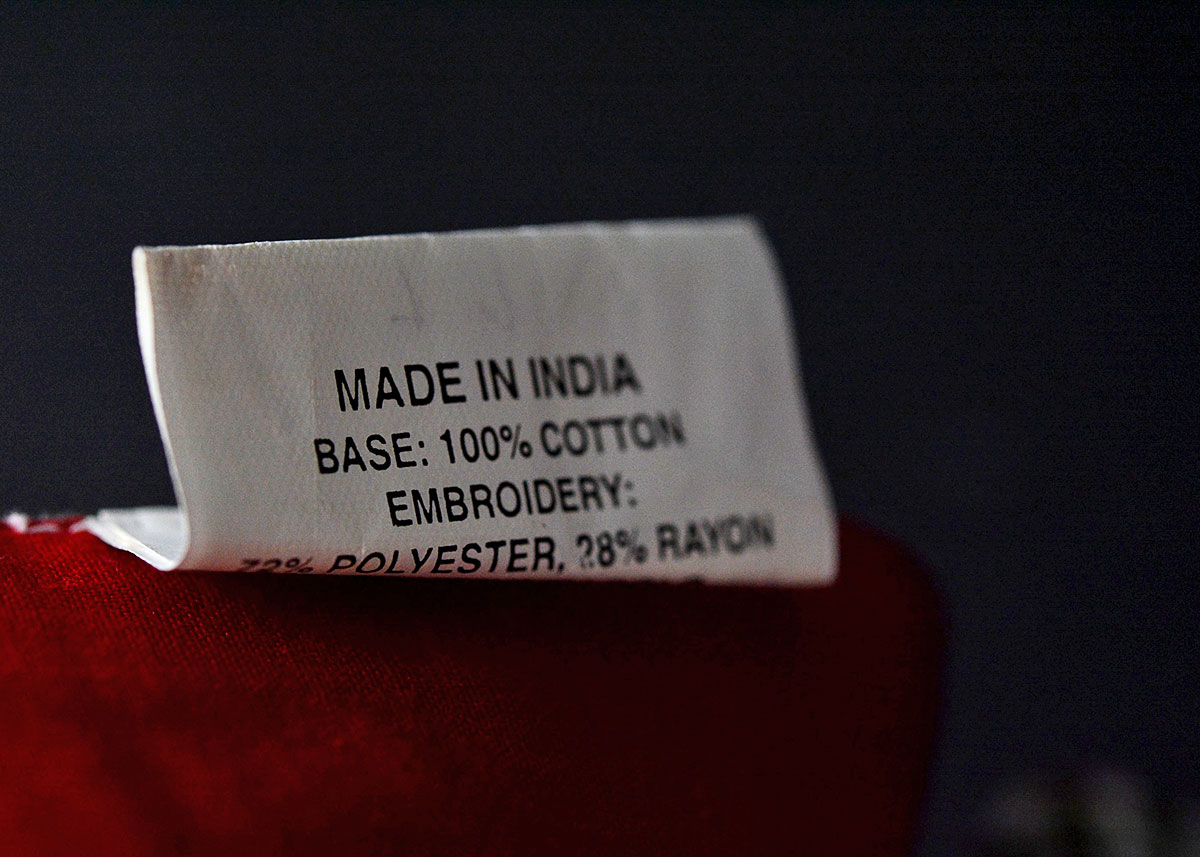 MADE IN INDIA
BASE: 100% COTTON
EMBROIDERY:
72% POLYESTER, 28% RAYON